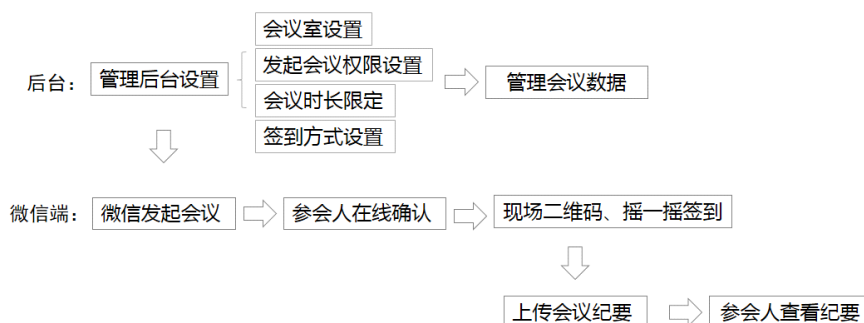 会议室设置
后台：
管理后台设置
发起会议权限设置
管理会议数据
会议时长限定
签到方式设置
微信端：
微信发起会议
参会人在线确认
现场二维码、摇一摇签到
上传会议纪要
参会人查看纪要